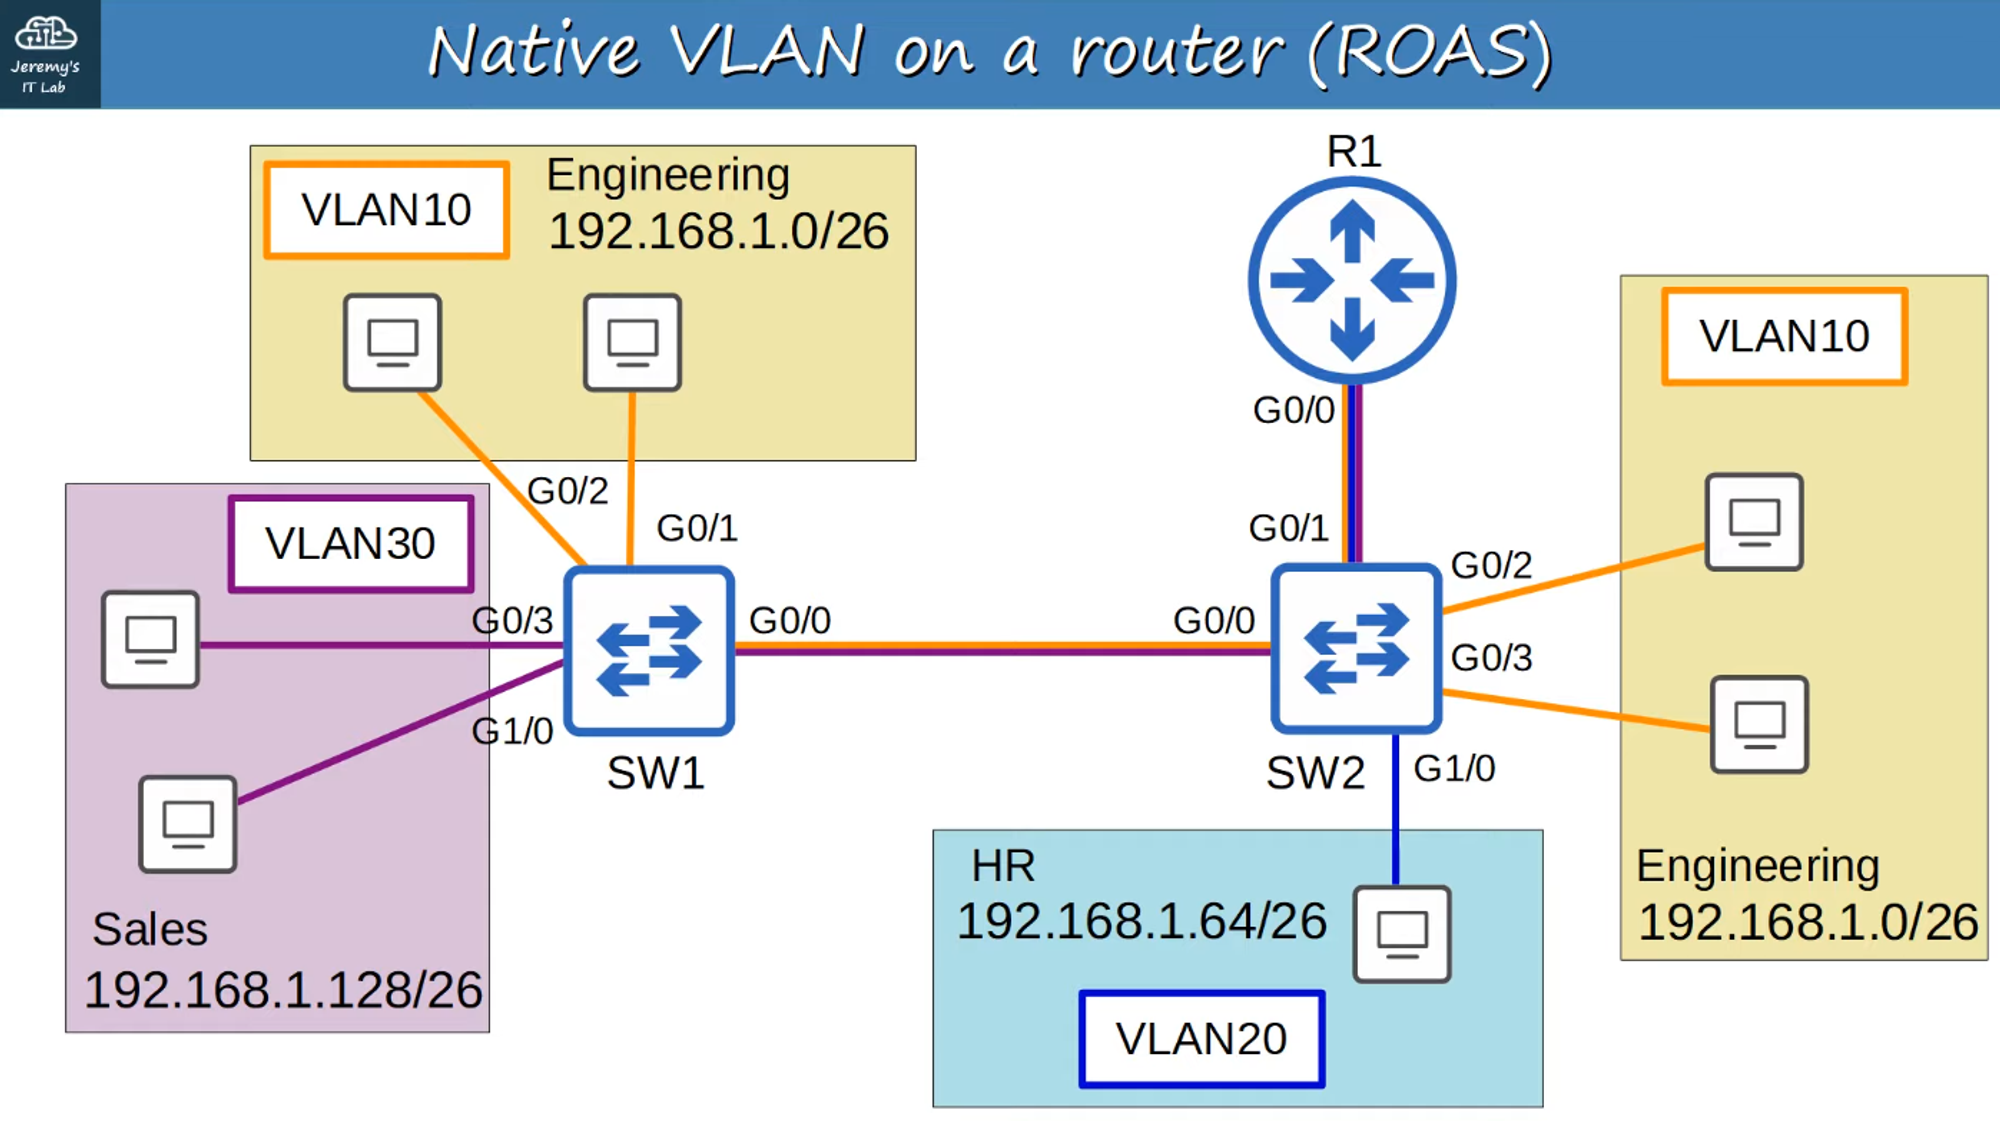 Jeremy's
IT Lab
Native VLAN on a router (ROAS)
VLAN10
Engineering
192.168.1.0/26
R1
G0/0
VLAN10
G0/2
G0/1
G0/1
VLAN30
G0/3
G0/0
G0/0
G0/2
G0/3
G1/0
SW1
SW2
G1/0
Sales
192.168.1.128/26
HR
192.168.1.64/26
VLAN20
Engineering
192.168.1.0/26